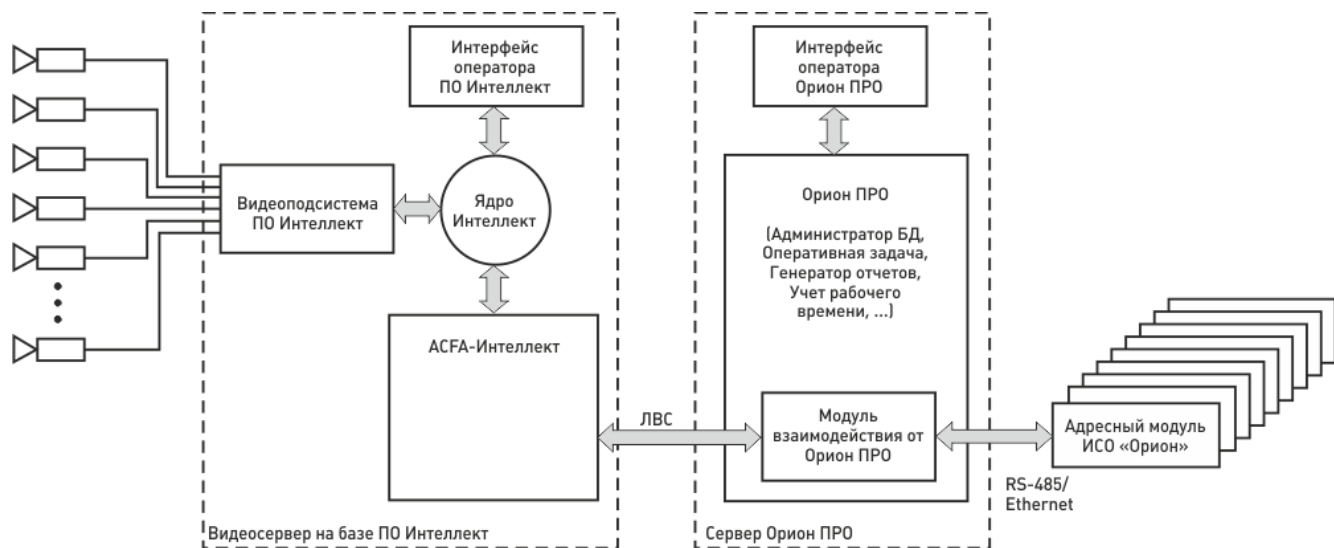 Интерфейс
оператора
ПО Интеллект
Видеоподсистема
ПО Интеллект
Ядро
Интеллект
ACFA-Интеллект
Видеосервер на базе ПО Интеллект
ЛВС
Интерфейс
оператора
Орион ПРО
Орион ПРО
(Администратор БД,
Оперативная задача,
Генератор отчетов,
Учет рабочего
времени, ...)
Модуль
взаимодействия от
Орион ПРО
Сервер Орион ПРО
RS-485/
Ethernet
Адресный модуль
ИСО «Орион»